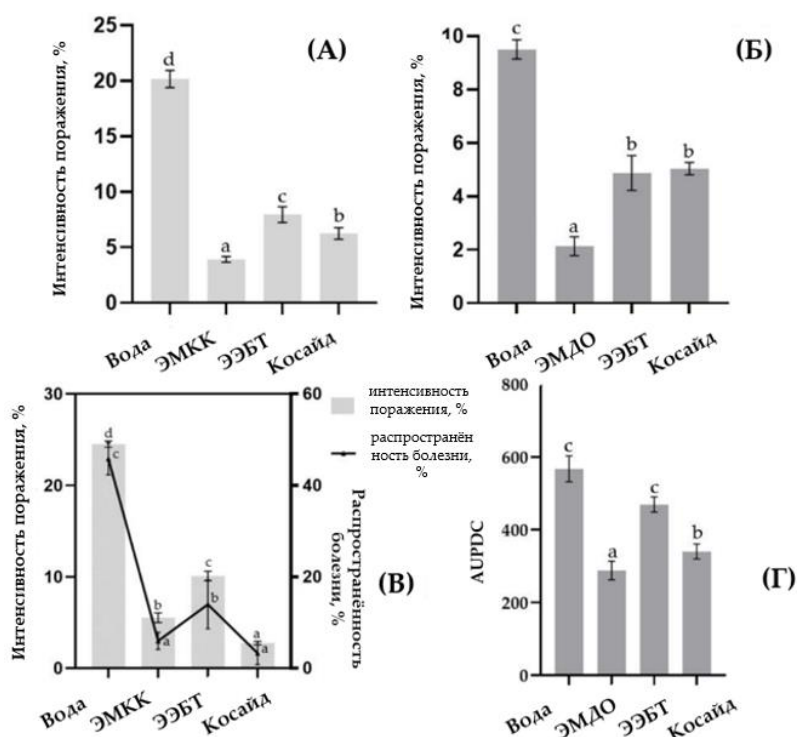 (А)
Интенсивность поражения, %
25
20
15
10
5
0
d
a
c
b
Вода
ЭМКК
ЭЭБТ
Косайд
(Б)
Интенсивность поражения, %
10
8
6
4
2
0
c
a
b
b
Вода
ЭМДО
ЭЭБТ
Косайд
(В)
Интенсивность поражения, %
30
20
10
0
d
c
b
a
c
b
a
a
60
40
20
0
Распространённость
болезни, %
интенсивность
поражения, %
распространён
ность болезни,
%
Вода
ЭМКК
ЭЭБТ
Косайд
(Г)
AUPDC
800
600
400
200
0
c
a
c
b
Вода
ЭМДО
ЭЭБТ
Косайд